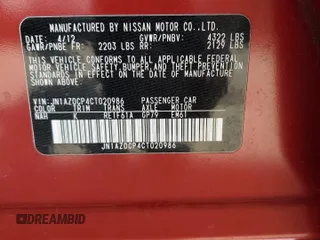 MANUFACTURED BY NISSAN MOTOR CO.,LTD.
DATE: 4/12 GVWR/PNBV: 4322 LBS
GAWR/PNBE FR: 2203 LBS RR: 2129 LBS
THIS VEHICLE CONFORMS TO ALL APPLICABLE
FEDERAL MOTOR VEHICLE SAFETY, BUMPER,
AND THEFT PREVENTION STANDARDS IN EFFECT
ON THE DATE OF MANUFACTURE SHOWN ABOVE.
VIN: JN1AZ0CP4CT020986 PASSENGER CAR
COLOR TRIM TRANS AXLE MOTOR
NAH K RE1F61A GP79 EM61
JN1AZ0CP4CT020986
DREAMBID